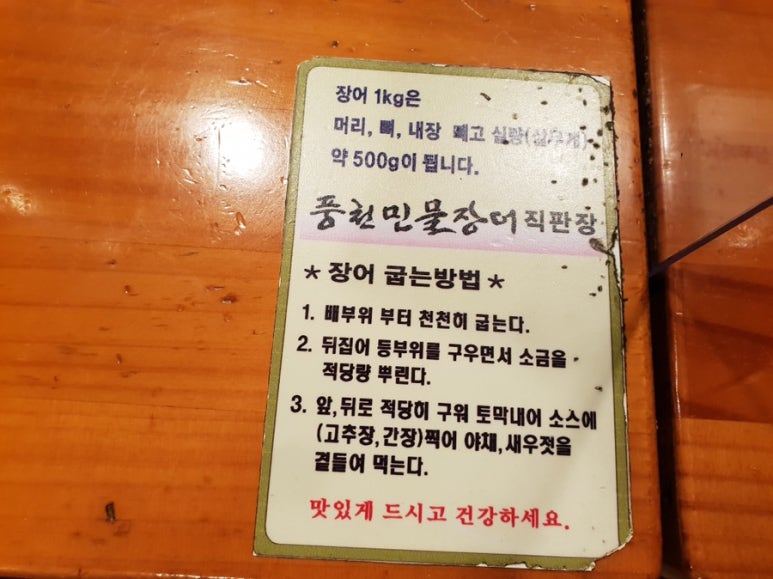 장어 1kg은
머리, 뼈, 내장 빼고 실량(실무게)
약 500g이 됩니다.
풍천민물장어 직판장
* 장어 굽는방법 *
1. 배부위 부터 천천히 굽는다.
2. 뒤집어 등부위를 구우면서 소금을
적당량 뿌린다.
3. 앞,뒤로 적당히 구워 토막내어 소스에
(고추장,간장)찍어 야채,새우젓을
곁들여 먹는다.
맛있게 드시고 건강하세요.